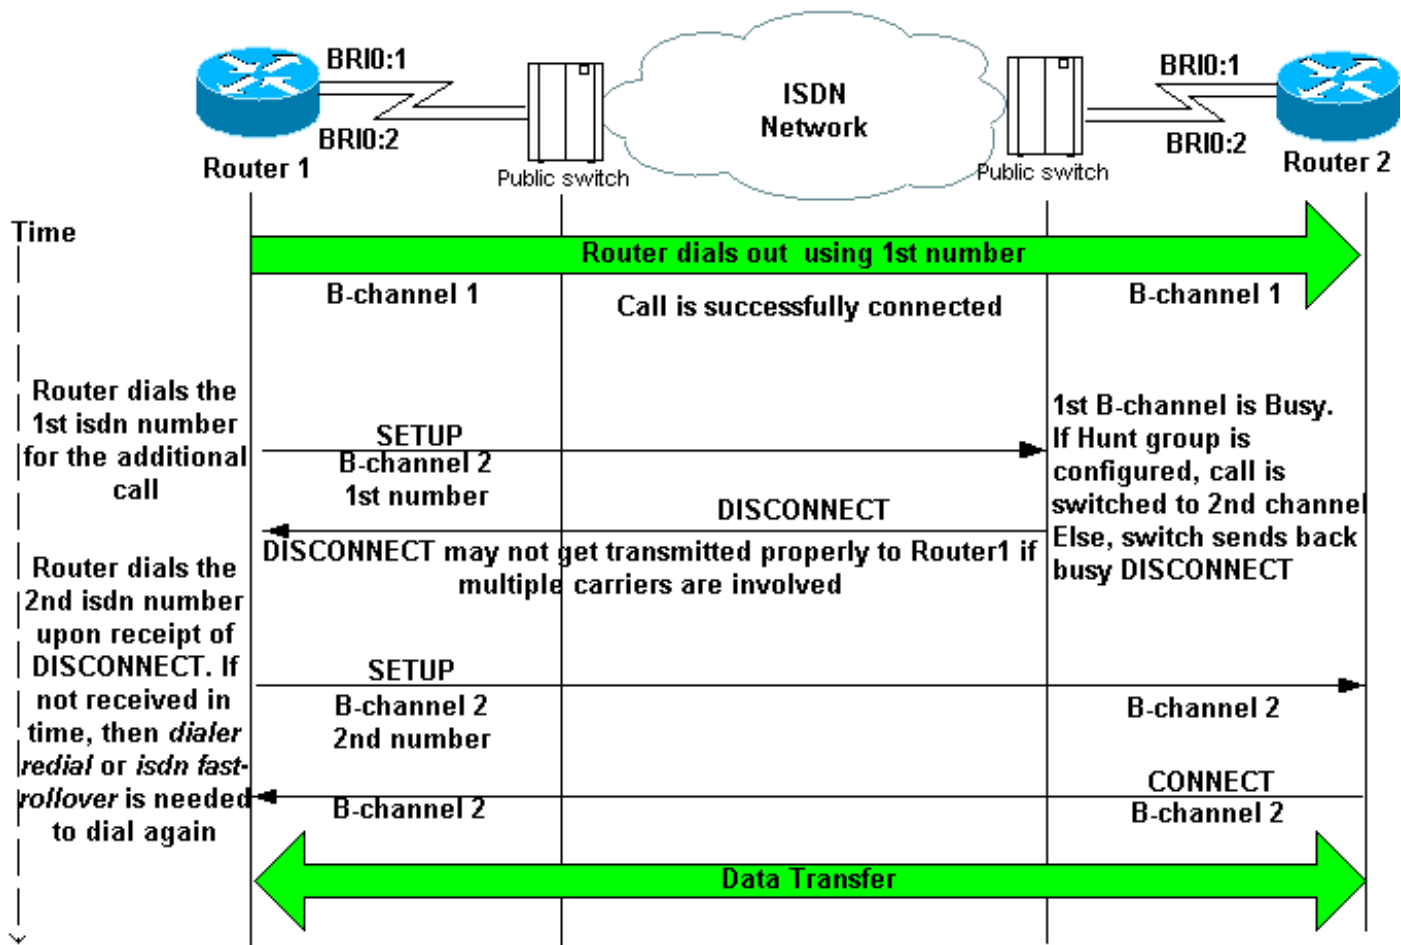 BRI0:1
BRI0:2
Router 1
Public switch
ISDN
Network
Public switch
BRI0:1
BRI0:2
Router 2
Time
Router dials out using 1st number
B-channel 1
Call is successfully connected
B-channel 1
Router dials the
1st isdn number
for the additional
call
SETUP
B-channel 2
1st number
1st B-channel is Busy.
If Hunt group is
configured, call is
switched to 2nd channel
Else, switch sends back
busy DISCONNECT
DISCONNECT
DISCONNECT may not get transmitted properly to Router1 if
multiple carriers are involved
Router dials the
2nd isdn number
upon receipt of
DISCONNECT. If
not received in
time, then dialer
redial or isdn fast-
rollover is needed
to dial again
SETUP
B-channel 2
2nd number
B-channel 2
CONNECT
B-channel 2
B-channel 2
Data Transfer